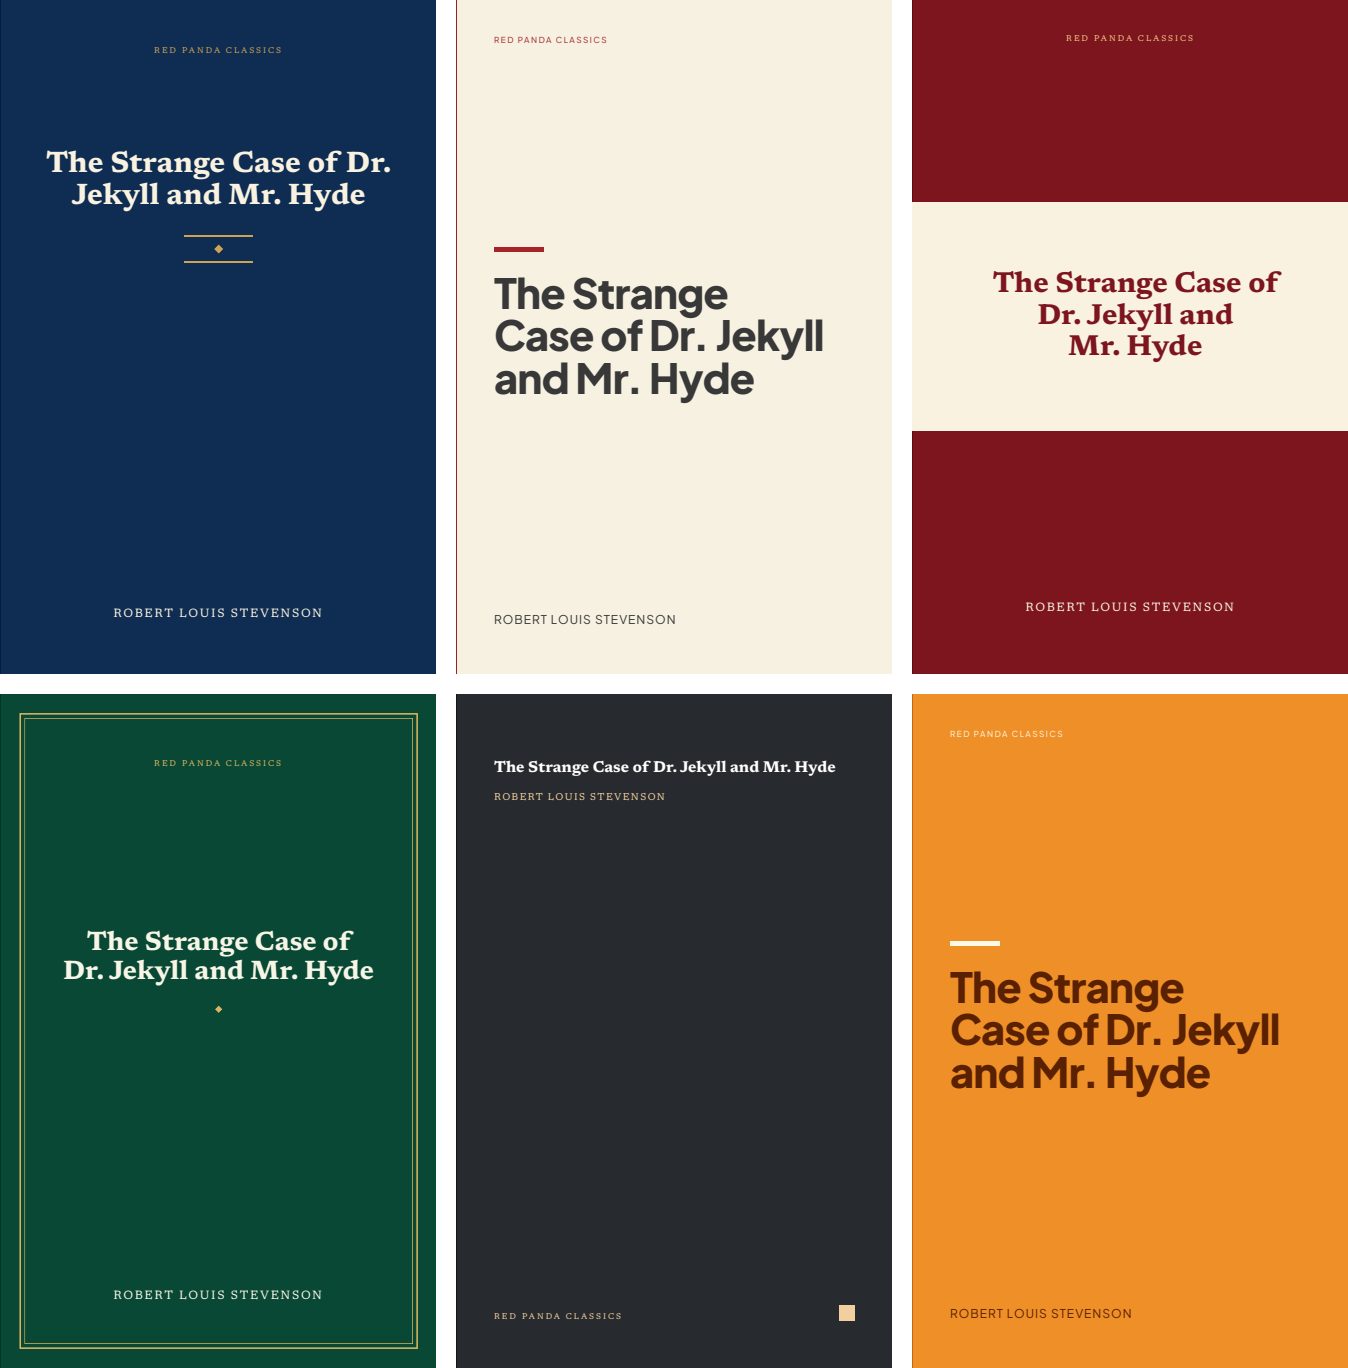 RED PANDA CLASSICS
The Strange Case of Dr.
Jekyll and Mr. Hyde
ROBERT LOUIS STEVENSON
RED PANDA CLASSICS
The Strange
Case of Dr. Jekyll
and Mr. Hyde
ROBERT LOUIS STEVENSON
RED PANDA CLASSICS
The Strange Case of
Dr. Jekyll and
Mr. Hyde
ROBERT LOUIS STEVENSON
RED PANDA CLASSICS
The Strange Case of
Dr. Jekyll and Mr. Hyde
ROBERT LOUIS STEVENSON
The Strange Case of Dr. Jekyll and Mr. Hyde
ROBERT LOUIS STEVENSON
RED PANDA CLASSICS
RED PANDA CLASSICS
The Strange
Case of Dr. Jekyll
and Mr. Hyde
ROBERT LOUIS STEVENSON